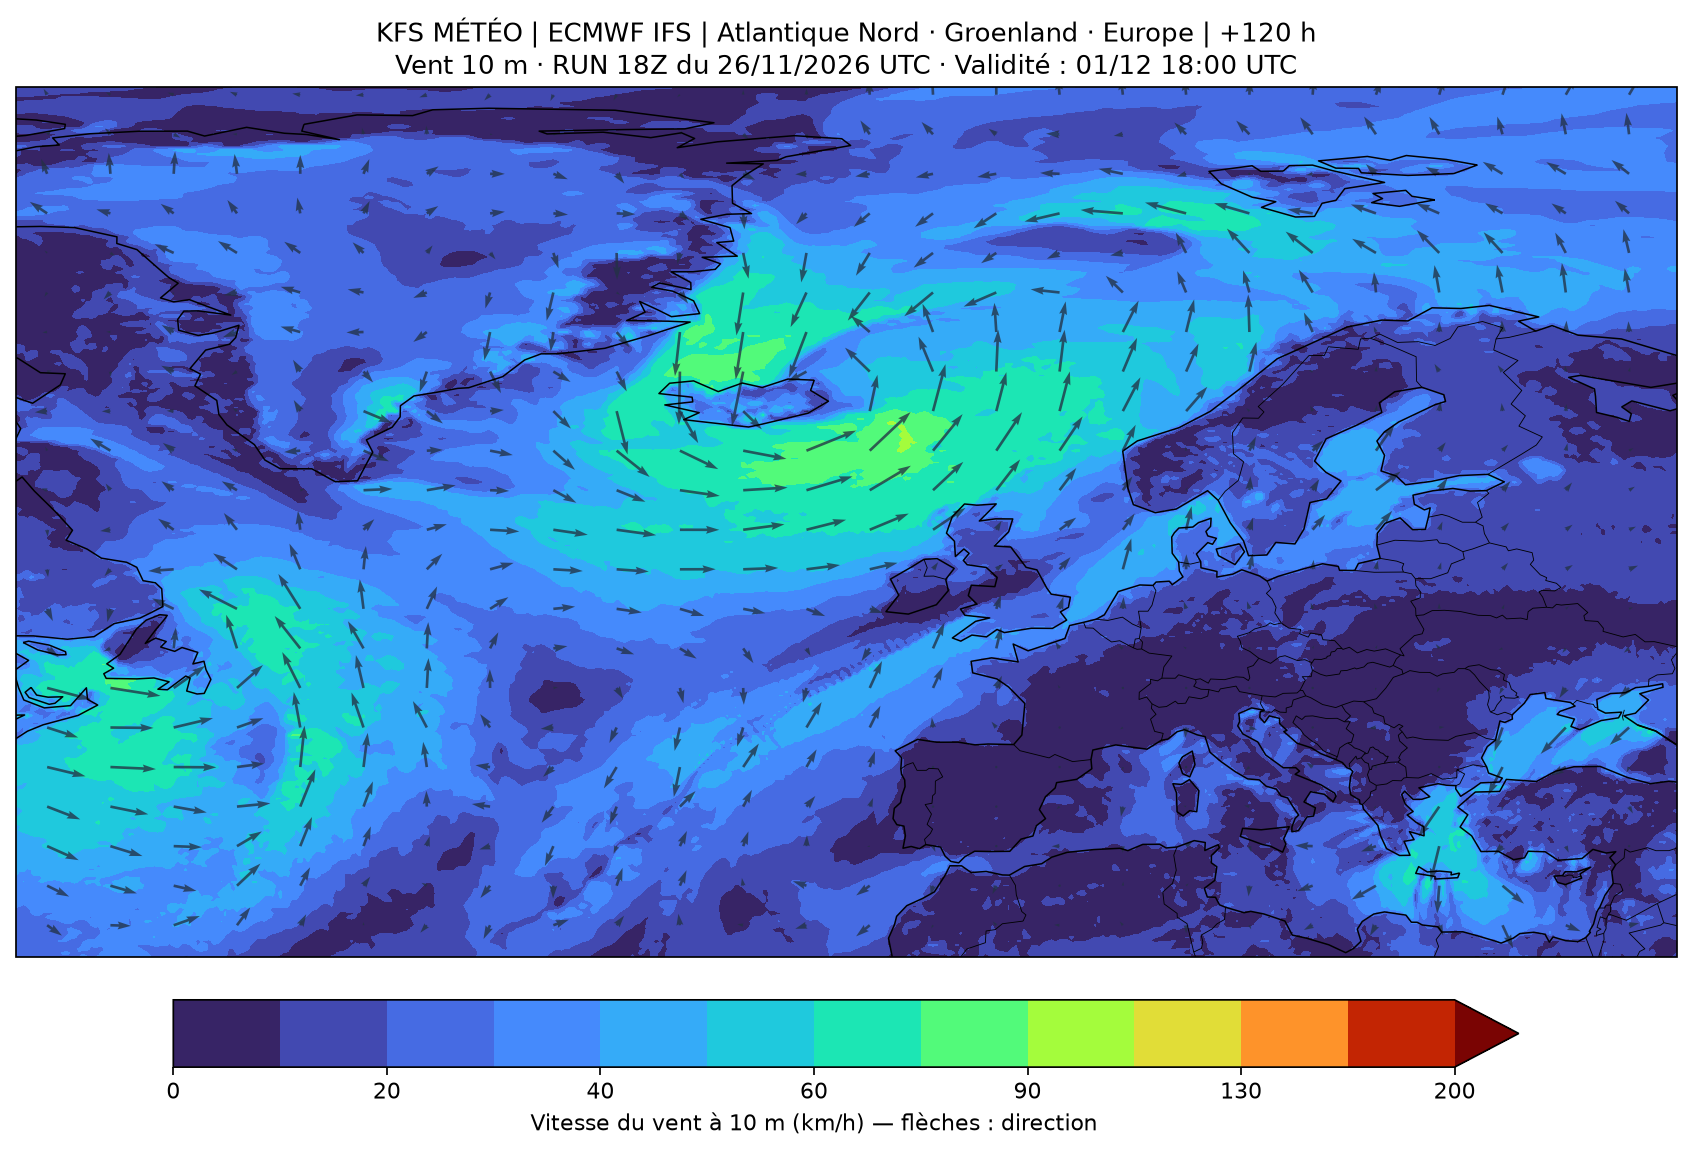 KFS MÉTÉO | ECMWF IFS | Atlantique Nord · Groenland · Europe | +120 h
Vent 10 m · RUN 18Z du 26/11/2026 UTC · Validité : 01/12 18:00 UTC
0 20 40 60 90 130 200
Vitesse du vent à 10 m (km/h) — flèches : direction